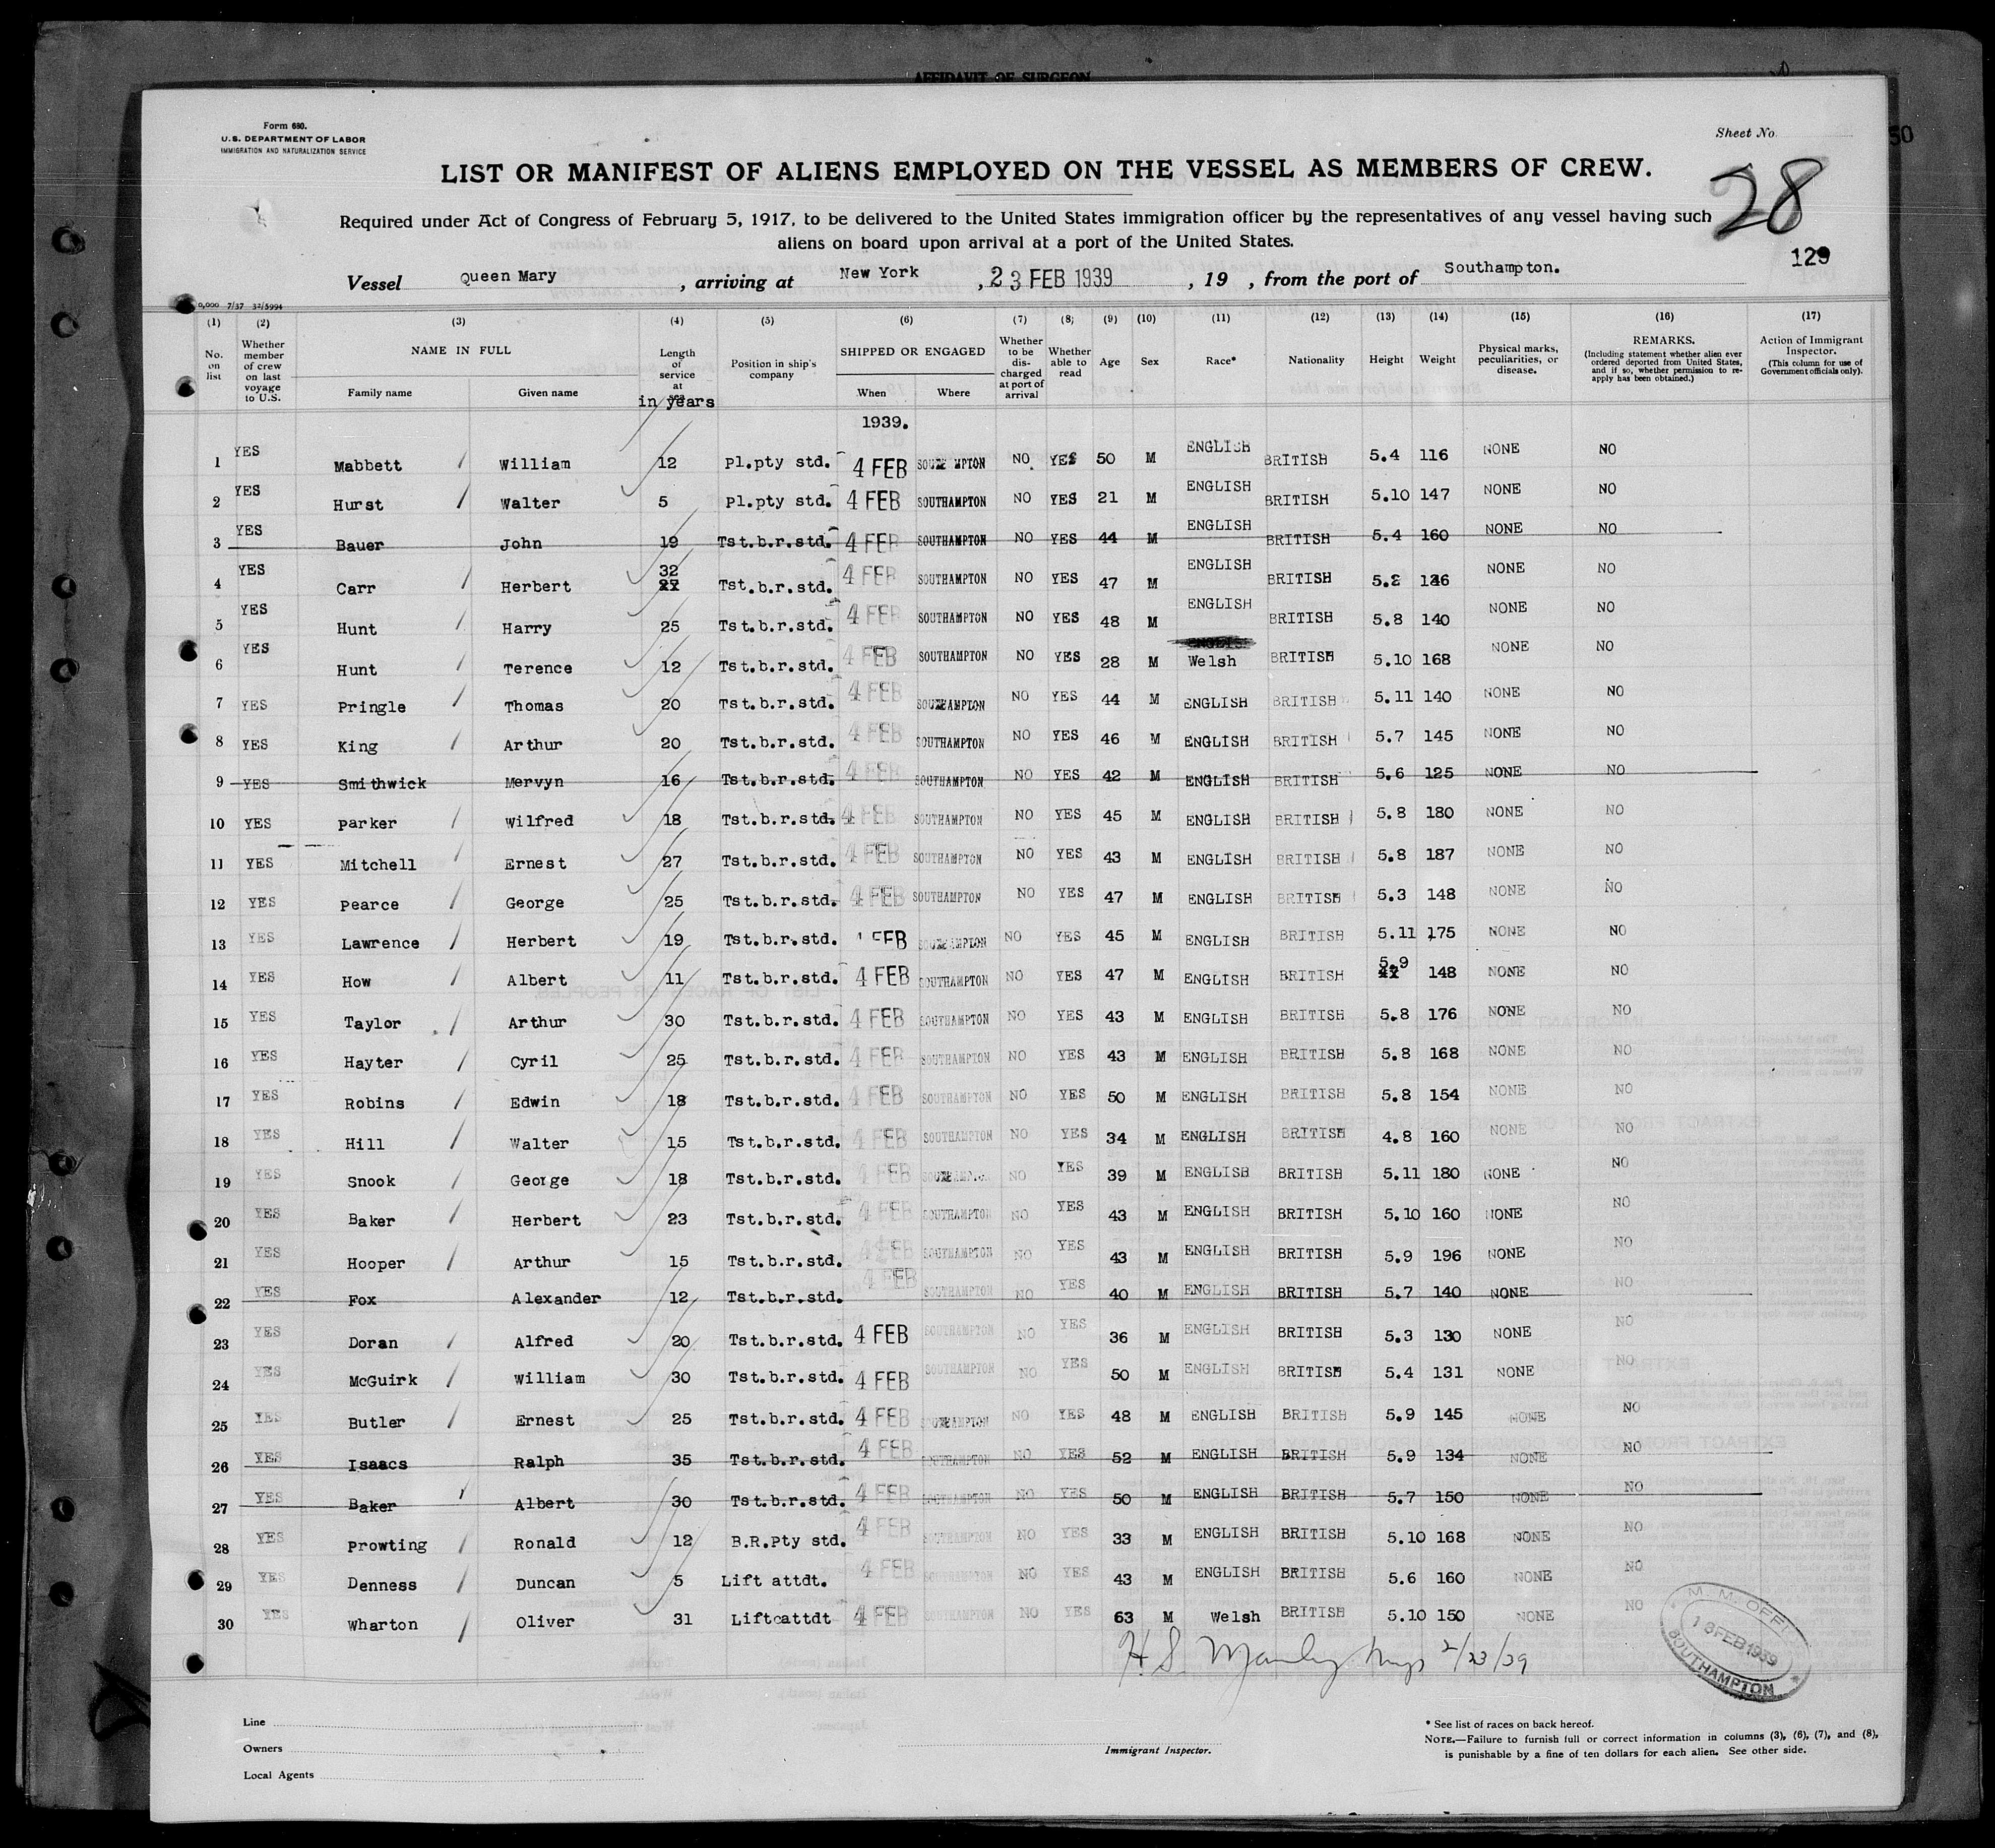 AFFIDAVIT OF SURGEON
Form 680.
U.S. DEPARTMENT OF LABOR
IMMIGRATION AND NATURALIZATION SERVICE
Sheet No.
50
LIST OR MANIFEST OF ALIENS EMPLOYED ON THE VESSEL AS MEMBERS OF CREW.
28
Required under Act of Congress of February 5, 1917, to be delivered to the United States immigration officer by the representatives of any vessel having such
aliens on board upon arrival at a port of the United States.
129
Vessel Queen Mary, arriving at New York, 23 FEB 1939, 19 , from the port of Southampton.
0,000 7/37 32/5994
(1) (2) (3) (4) (5) (6) (7) (8) (9) (10) (11) (12) (13) (14) (15) (16) (17)
No. on list
Whether member of crew on last voyage to U.S.
NAME IN FULL
Family name Given name
Length of service at
in years
Position in ship's company
SHIPPED OR ENGAGED
When Where
Whether to be discharged at port of arrival
Whether able to read
Age Sex Race* Nationality Height Weight
Physical marks, peculiarities, or disease.
REMARKS.
(Including statement whether alien ever ordered deported from United States, and if so, whether permission to re-apply has been obtained.)
Action of Immigrant Inspector.
(This column for use of Government officials only).
1939.
1 YES Mabbett William 12 Pl.pty std. 4 FEB SOUTHAMPTON NO YES 50 M ENGLISH BRITISH 5.4 116 NONE NO
2 YES Hurst Walter 5 Pl.pty std. 4 FEB SOUTHAMPTON NO YES 21 M ENGLISH BRITISH 5.10 147 NONE NO
3 YES Bauer John 19 Tst.b.r.std. 4 FEB SOUTHAMPTON NO YES 44 M ENGLISH BRITISH 5.4 160 NONE NO
4 YES Carr Herbert 32 Tst.b.r.std. 4 FEB SOUTHAMPTON NO YES 47 M ENGLISH BRITISH 5.2 136 NONE NO
5 YES Hunt Harry 25 Tst.b.r.std. 4 FEB SOUTHAMPTON NO YES 48 M ENGLISH BRITISH 5.8 140 NONE NO
6 YES Hunt Terence 12 Tst.b.r.std. 4 FEB SOUTHAMPTON NO YES 28 M Welsh BRITISH 5.10 168 NONE NO
7 YES Pringle Thomas 20 Tst.b.r.std. 4 FEB SOUTHAMPTON NO YES 44 M ENGLISH BRITISH 5.11 140 NONE NO
8 YES King Arthur 20 Tst.b.r.std. 4 FEB SOUTHAMPTON NO YES 46 M ENGLISH BRITISH 5.7 145 NONE NO
9 YES Smithwick Mervyn 16 Tst.b.r.std. 4 FEB SOUTHAMPTON NO YES 42 M ENGLISH BRITISH 5.6 125 NONE NO
10 YES Parker Wilfred 18 Tst.b.r.std. 4 FEB SOUTHAMPTON NO YES 45 M ENGLISH BRITISH 5.8 180 NONE NO
11 YES Mitchell Ernest 27 Tst.b.r.std. 4 FEB SOUTHAMPTON NO YES 43 M ENGLISH BRITISH 5.8 187 NONE NO
12 YES Pearce George 25 Tst.b.r.std. 4 FEB SOUTHAMPTON NO YES 47 M ENGLISH BRITISH 5.3 148 NONE NO
13 YES Lawrence Herbert 19 Tst.b.r.std. 4 FEB SOUTHAMPTON NO YES 45 M ENGLISH BRITISH 5.11 175 NONE NO
14 YES How Albert 11 Tst.b.r.std. 4 FEB SOUTHAMPTON NO YES 47 M ENGLISH BRITISH 5.9 148 NONE NO
15 YES Taylor Arthur 30 Tst.b.r.std. 4 FEB SOUTHAMPTON NO YES 43 M ENGLISH BRITISH 5.8 176 NONE NO
16 YES Hayter Cyril 25 Tst.b.r.std. 4 FEB SOUTHAMPTON NO YES 43 M ENGLISH BRITISH 5.8 168 NONE NO
17 YES Robins Edwin 18 Tst.b.r.std. 4 FEB SOUTHAMPTON NO YES 50 M ENGLISH BRITISH 5.8 154 NONE NO
18 YES Hill Walter 15 Tst.b.r.std. 4 FEB SOUTHAMPTON NO YES 34 M ENGLISH BRITISH 4.8 160 NONE NO
19 YES Snook George 18 Tst.b.r.std. 4 FEB SOUTHAMPTON NO YES 39 M ENGLISH BRITISH 5.11 180 NONE NO
20 YES Baker Herbert 23 Tst.b.r.std. 4 FEB SOUTHAMPTON NO YES 43 M ENGLISH BRITISH 5.10 160 NONE NO
21 YES Hooper Arthur 15 Tst.b.r.std. 4 FEB SOUTHAMPTON NO YES 43 M ENGLISH BRITISH 5.9 196 NONE NO
22 YES Fox Alexander 12 Tst.b.r.std. 4 FEB SOUTHAMPTON NO YES 40 M ENGLISH BRITISH 5.7 140 NONE NO
23 YES Doran Alfred 20 Tst.b.r.std. 4 FEB SOUTHAMPTON NO YES 36 M ENGLISH BRITISH 5.3 130 NONE NO
24 YES McGuirk William 30 Tst.b.r.std. 4 FEB SOUTHAMPTON NO YES 50 M ENGLISH BRITISH 5.4 131 NONE NO
25 YES Butler Ernest 25 Tst.b.r.std. 4 FEB SOUTHAMPTON NO YES 48 M ENGLISH BRITISH 5.9 145 NONE NO
26 YES Isaacs Ralph 35 Tst.b.r.std. 4 FEB SOUTHAMPTON NO YES 52 M ENGLISH BRITISH 5.9 134 NONE NO
27 YES Baker Albert 30 Tst.b.r.std. 4 FEB SOUTHAMPTON NO YES 50 M ENGLISH BRITISH 5.7 150 NONE NO
28 YES Prowting Ronald 12 B.R.Pty std. 4 FEB SOUTHAMPTON NO YES 33 M ENGLISH BRITISH 5.10 168 NONE NO
29 YES Denness Duncan 5 Lift attdt. 4 FEB SOUTHAMPTON NO YES 43 M ENGLISH BRITISH 5.6 160 NONE NO
30 YES Wharton Oliver 31 Lift attdt 4 FEB SOUTHAMPTON NO YES 63 M Welsh BRITISH 5.10 150 NONE NO
H. S. Manley 2/23/39
M.M. OFFI
18 FEB 1939
SOUTHAMPTON
Line
Owners
Local Agents
Immigrant Inspector.
* See list of races on back hereof.
NOTE.—Failure to furnish full or correct information in columns (3), (6), (7), and (8),
is punishable by a fine of ten dollars for each alien. See other side.